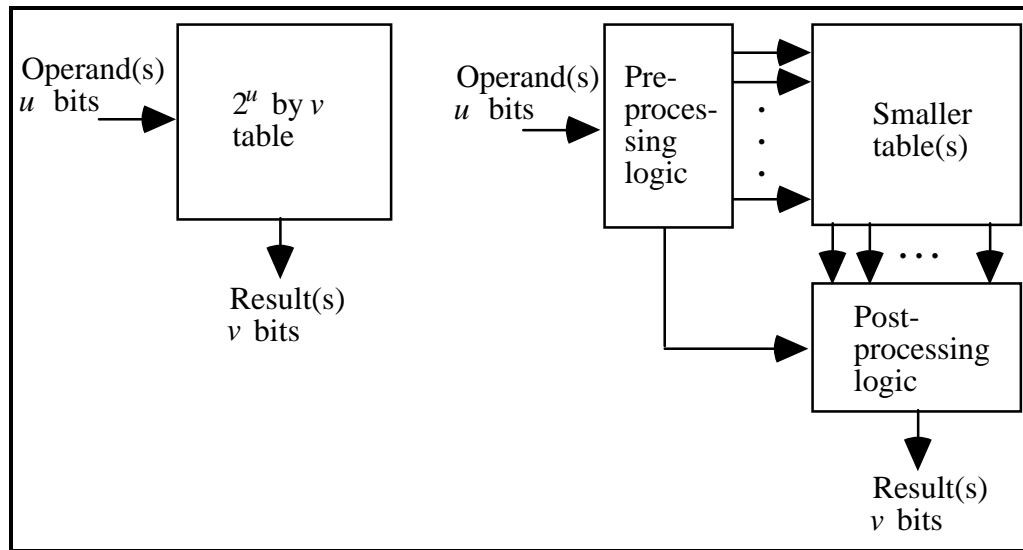 Operand(s)
u bits
2ᵘ by v
table
Result(s)
v bits
Operand(s)
u bits
Pre-
proces-
sing
logic
. . .
Smaller
table(s)
. . .
Post-
processing
logic
Result(s)
v bits